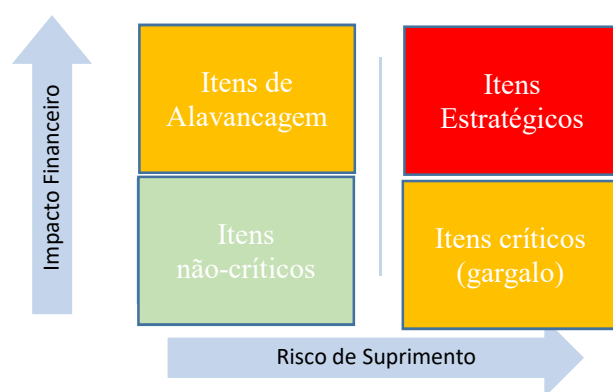 Impacto Financeiro
Itens de
Alavancagem
Itens
Estratégicos
Itens
não-críticos
Itens críticos
(gargalo)
Risco de Suprimento